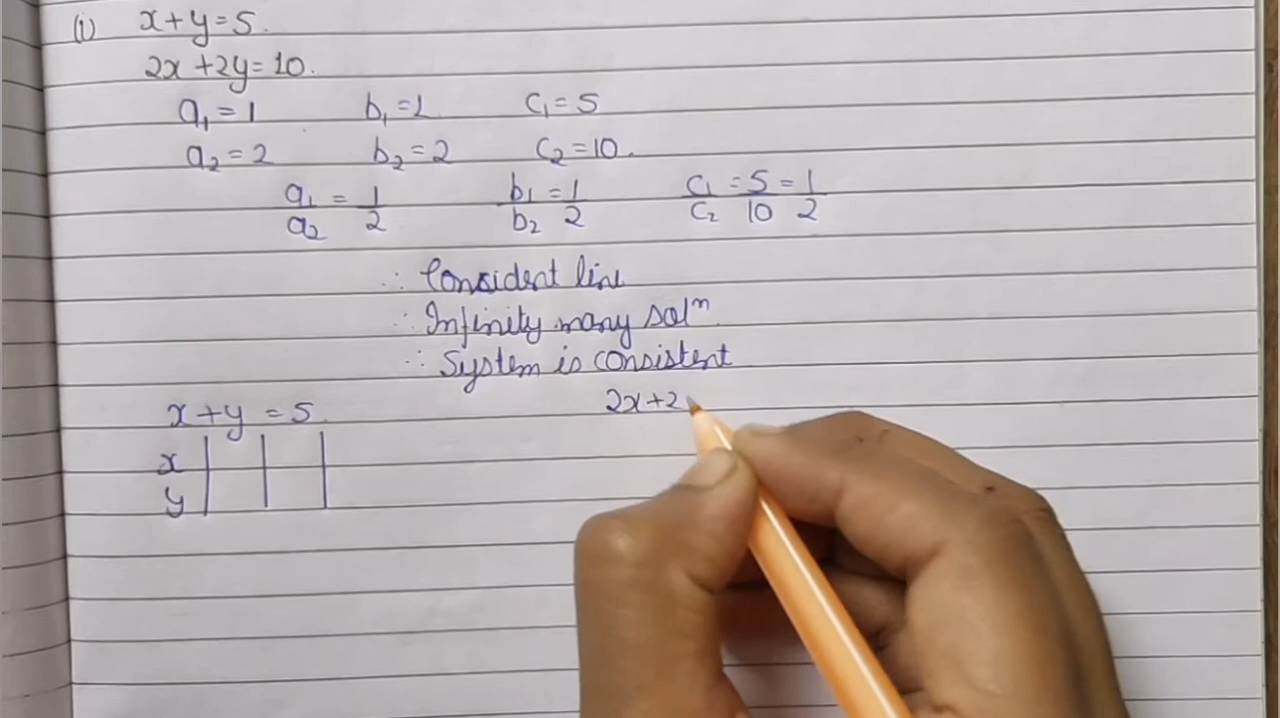 (i) x+y=5.
2x+2y=10.
a₁=1 b₁=1 c₁=5
a₂=2 b₂=2 c₂=10.
a₁/a₂ = 1/2 b₁/b₂ = 1/2 c₁/c₂ = 5/10 = 1/2
∴ Consident line
∴ Infinity many solⁿ.
∴ System is consistent
x+y=5. 2x+2
x
y